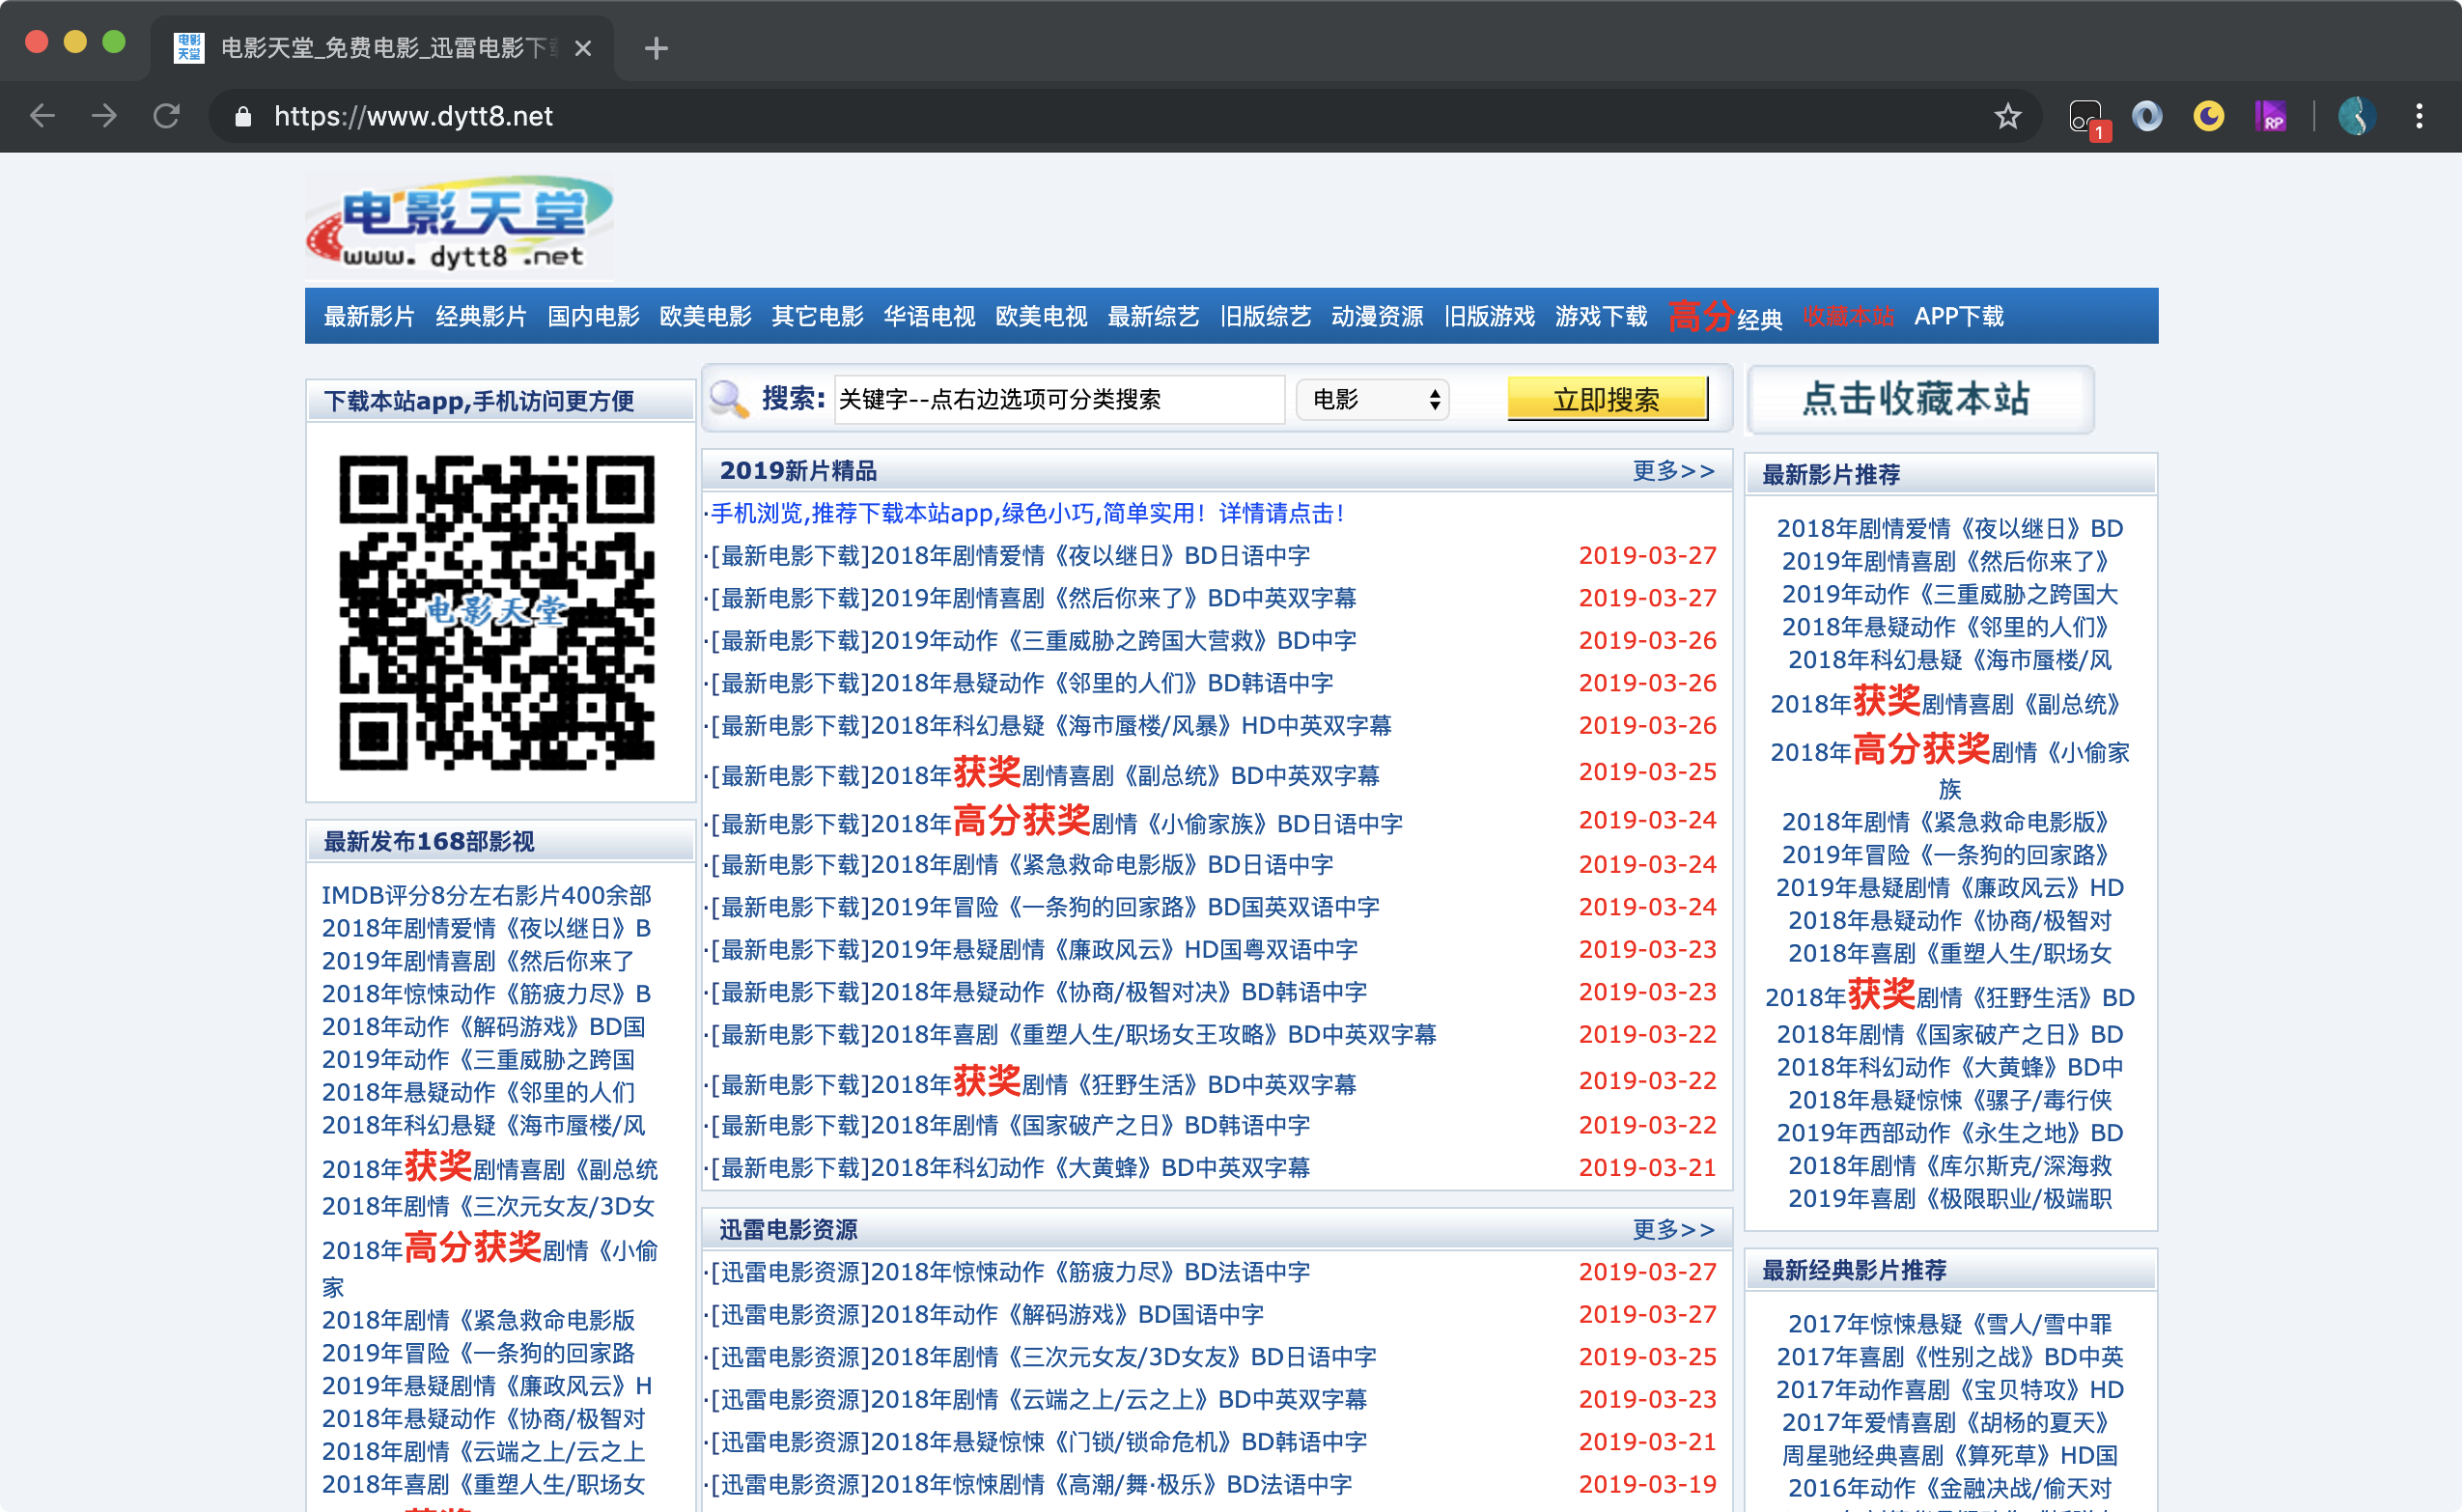 电影天堂_免费电影_迅雷电影下
https://www.dytt8.net
1
RP
电影天堂
www. dytt8 .net
最新影片 经典影片 国内电影 欧美电影 其它电影 华语电视 欧美电视 最新综艺 旧版综艺 动漫资源 旧版游戏 游戏下载 高分经典 收藏本站 APP下载
下载本站app,手机访问更方便
电影天堂
最新发布168部影视
IMDB评分8分左右影片400余部
2018年剧情爱情《夜以继日》B
2019年剧情喜剧《然后你来了
2018年惊悚动作《筋疲力尽》B
2018年动作《解码游戏》BD国
2019年动作《三重威胁之跨国
2018年悬疑动作《邻里的人们
2018年科幻悬疑《海市蜃楼/风
2018年获奖剧情喜剧《副总统
2018年剧情《三次元女友/3D女
2018年高分获奖剧情《小偷
家
2018年剧情《紧急救命电影版
2019年冒险《一条狗的回家路
2019年悬疑剧情《廉政风云》H
2018年悬疑动作《协商/极智对
2018年剧情《云端之上/云之上
2018年喜剧《重塑人生/职场女
搜索: 关键字--点右边选项可分类搜索 电影 立即搜索
2019新片精品 更多>>
·手机浏览,推荐下载本站app,绿色小巧,简单实用！详情请点击!
·[最新电影下载]2018年剧情爱情《夜以继日》BD日语中字 2019-03-27
·[最新电影下载]2019年剧情喜剧《然后你来了》BD中英双字幕 2019-03-27
·[最新电影下载]2019年动作《三重威胁之跨国大营救》BD中字 2019-03-26
·[最新电影下载]2018年悬疑动作《邻里的人们》BD韩语中字 2019-03-26
·[最新电影下载]2018年科幻悬疑《海市蜃楼/风暴》HD中英双字幕 2019-03-26
·[最新电影下载]2018年获奖剧情喜剧《副总统》BD中英双字幕 2019-03-25
·[最新电影下载]2018年高分获奖剧情《小偷家族》BD日语中字 2019-03-24
·[最新电影下载]2018年剧情《紧急救命电影版》BD日语中字 2019-03-24
·[最新电影下载]2019年冒险《一条狗的回家路》BD国英双语中字 2019-03-24
·[最新电影下载]2019年悬疑剧情《廉政风云》HD国粤双语中字 2019-03-23
·[最新电影下载]2018年悬疑动作《协商/极智对决》BD韩语中字 2019-03-23
·[最新电影下载]2018年喜剧《重塑人生/职场女王攻略》BD中英双字幕 2019-03-22
·[最新电影下载]2018年获奖剧情《狂野生活》BD中英双字幕 2019-03-22
·[最新电影下载]2018年剧情《国家破产之日》BD韩语中字 2019-03-22
·[最新电影下载]2018年科幻动作《大黄蜂》BD中英双字幕 2019-03-21
迅雷电影资源 更多>>
·[迅雷电影资源]2018年惊悚动作《筋疲力尽》BD法语中字 2019-03-27
·[迅雷电影资源]2018年动作《解码游戏》BD国语中字 2019-03-27
·[迅雷电影资源]2018年剧情《三次元女友/3D女友》BD日语中字 2019-03-25
·[迅雷电影资源]2018年剧情《云端之上/云之上》BD中英双字幕 2019-03-23
·[迅雷电影资源]2018年悬疑惊悚《门锁/锁命危机》BD韩语中字 2019-03-21
·[迅雷电影资源]2018年惊悚剧情《高潮/舞·极乐》BD法语中字 2019-03-19
点击收藏本站
最新影片推荐
2018年剧情爱情《夜以继日》BD
2019年剧情喜剧《然后你来了》
2019年动作《三重威胁之跨国大
2018年悬疑动作《邻里的人们》
2018年科幻悬疑《海市蜃楼/风
2018年获奖剧情喜剧《副总统》
2018年高分获奖剧情《小偷家
族
2018年剧情《紧急救命电影版》
2019年冒险《一条狗的回家路》
2019年悬疑剧情《廉政风云》HD
2018年悬疑动作《协商/极智对
2018年喜剧《重塑人生/职场女
2018年获奖剧情《狂野生活》BD
2018年剧情《国家破产之日》BD
2018年科幻动作《大黄蜂》BD中
2018年悬疑惊悚《骡子/毒行侠
2019年西部动作《永生之地》BD
2018年剧情《库尔斯克/深海救
2019年喜剧《极限职业/极端职
最新经典影片推荐
2017年惊悚悬疑《雪人/雪中罪
2017年喜剧《性别之战》BD中英
2017年动作喜剧《宝贝特攻》HD
2017年爱情喜剧《胡杨的夏天》
周星驰经典喜剧《算死草》HD国
2016年动作《金融决战/偷天对